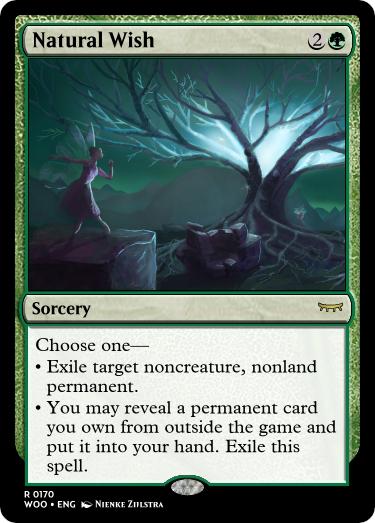 Natural Wish 2
Sorcery
Choose one—
• Exile target noncreature, nonland
permanent.
• You may reveal a permanent card
you own from outside the game and
put it into your hand. Exile this
spell.
R 0170
WOO • ENG Nienke Zijlstra